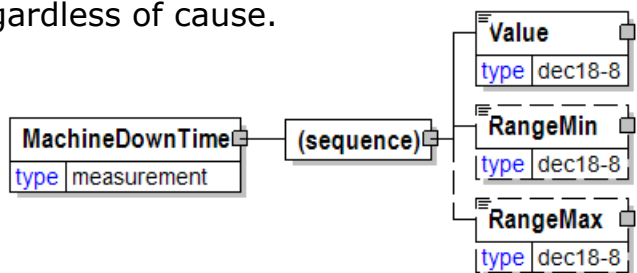 gardless of cause.
Value
type dec18-8
MachineDownTime
type measurement
(sequence)
RangeMin
type dec18-8
RangeMax
type dec18-8